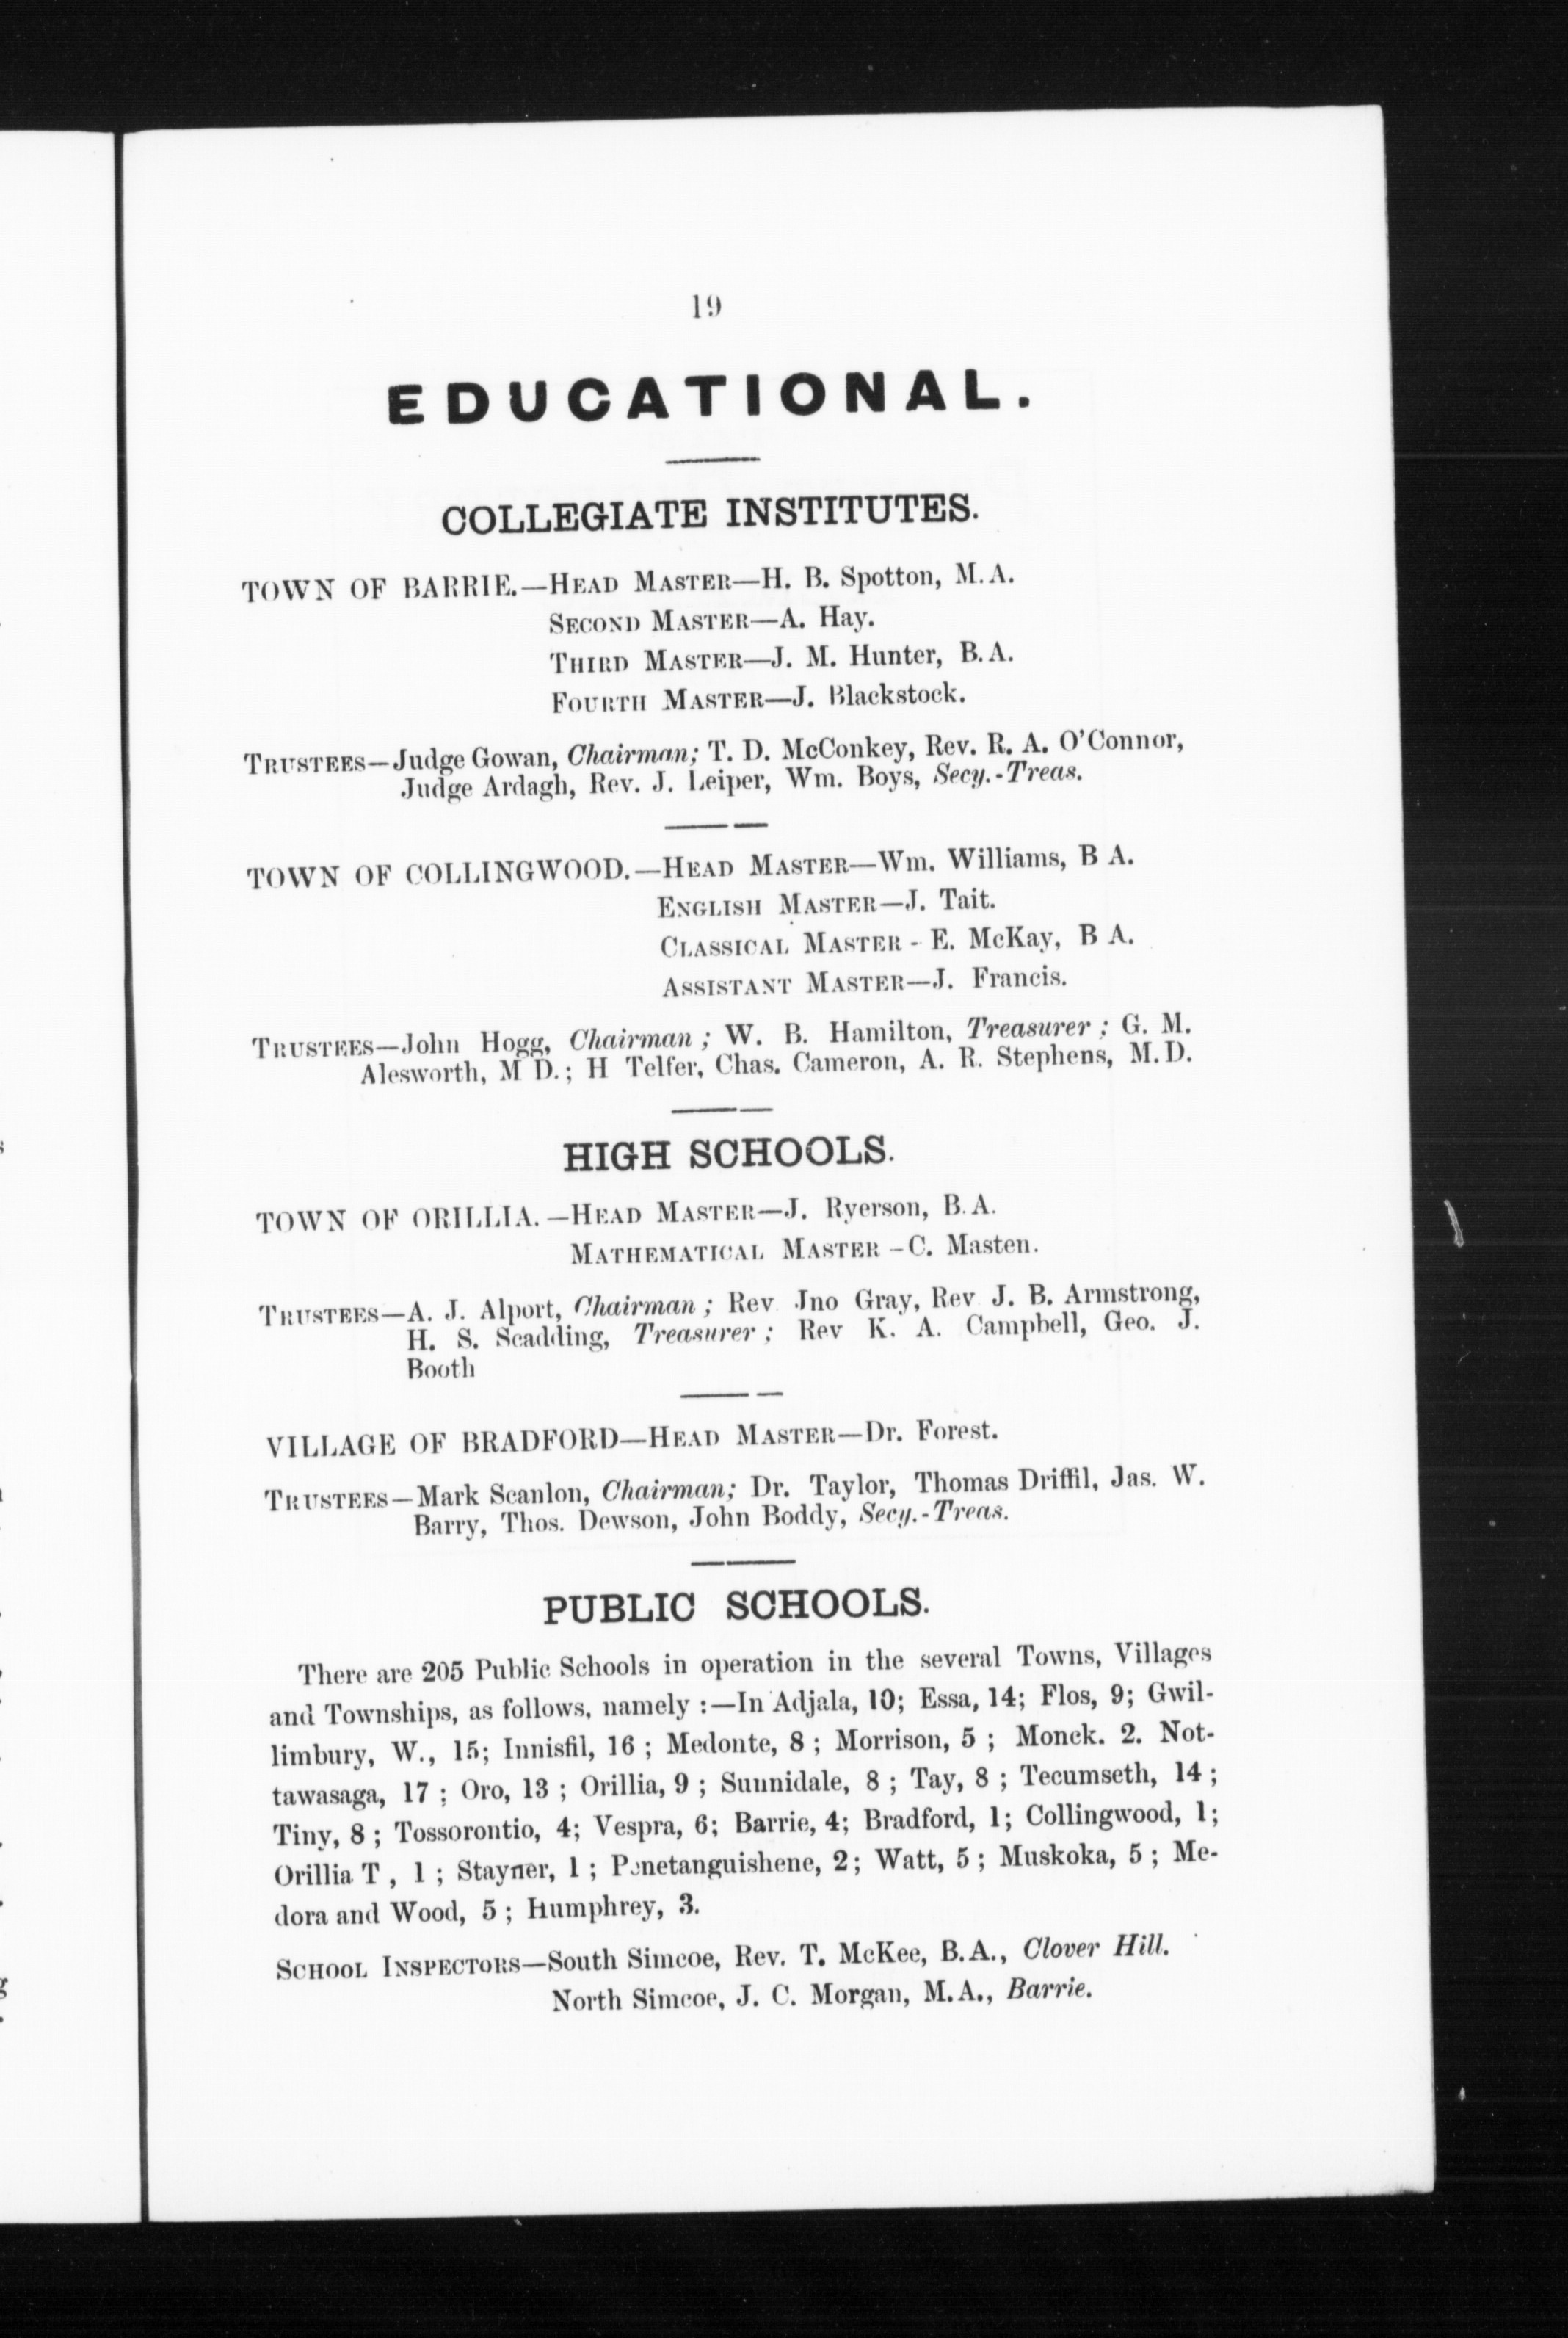 19
EDUCATIONAL.
COLLEGIATE INSTITUTES.
TOWN OF BARRIE.—HEAD MASTER—H. B. Spotton, M.A.
SECOND MASTER—A. Hay.
THIRD MASTER—J. M. Hunter, B.A.
FOURTH MASTER—J. Blackstock.
TRUSTEES—Judge Gowan, Chairman; T. D. McConkey, Rev. R. A. O'Connor,
Judge Ardagh, Rev. J. Leiper, Wm. Boys, Secy.-Treas.
TOWN OF COLLINGWOOD.—HEAD MASTER—Wm. Williams, B A.
ENGLISH MASTER—J. Tait.
CLASSICAL MASTER - E. McKay, B A.
ASSISTANT MASTER—J. Francis.
TRUSTEES—John Hogg, Chairman ; W. B. Hamilton, Treasurer ; G. M.
Alesworth, M D.; H Telfer, Chas. Cameron, A. R. Stephens, M.D.
HIGH SCHOOLS.
TOWN OF ORILLIA.—HEAD MASTER—J. Ryerson, B.A.
MATHEMATICAL MASTER –C. Masten.
TRUSTEES—A. J. Alport, Chairman ; Rev Jno Gray, Rev J. B. Armstrong,
H. S. Scadding, Treasurer ; Rev K. A. Campbell, Geo. J.
Booth
VILLAGE OF BRADFORD—HEAD MASTER—Dr. Forest.
TRUSTEES—Mark Scanlon, Chairman; Dr. Taylor, Thomas Driffil, Jas. W.
Barry, Thos. Dewson, John Boddy, Secy.-Treas.
PUBLIC SCHOOLS.
There are 205 Public Schools in operation in the several Towns, Villages
and Townships, as follows, namely :—In Adjala, 10; Essa, 14; Flos, 9; Gwil-
limbury, W., 15; Innisfil, 16 ; Medonte, 8 ; Morrison, 5 ; Monck. 2. Not-
tawasaga, 17 ; Oro, 13 ; Orillia, 9 ; Sunnidale, 8 ; Tay, 8 ; Tecumseth, 14 ;
Tiny, 8 ; Tossorontio, 4; Vespra, 6; Barrie, 4; Bradford, 1; Collingwood, 1;
Orillia T , 1 ; Stayner, 1 ; Penetanguishene, 2; Watt, 5 ; Muskoka, 5 ; Me-
dora and Wood, 5 ; Humphrey, 3.
SCHOOL INSPECTORS—South Simcoe, Rev. T. McKee, B.A., Clover Hill.
North Simcoe, J. C. Morgan, M.A., Barrie.